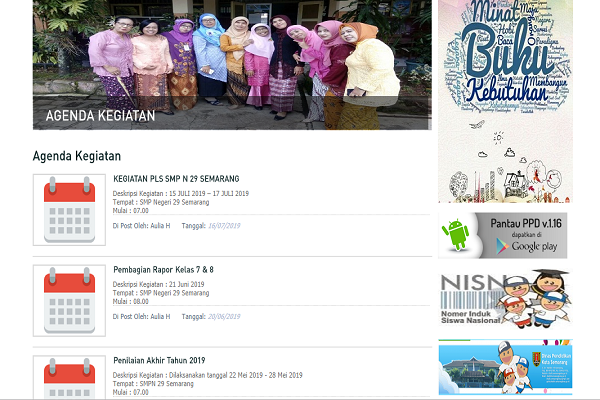 AGENDA KEGIATAN
Agenda Kegiatan
KEGIATAN PLS SMP N 29 SEMARANG
Deskripsi Kegiatan : 15 JULI 2019 – 17 JULI 2019
Tempat : SMP Negeri 29 Semarang
Mulai : 07.00
Di Post Oleh: Aulia H Tanggal: 16/07/2019
Pembagian Rapor Kelas 7 & 8
Deskripsi Kegiatan : 21 Juni 2019
Tempat : SMP Negeri 29 Semarang
Mulai : 08.00
Di Post Oleh: Aulia H Tanggal: 20/06/2019
Penilaian Akhir Tahun 2019
Deskripsi Kegiatan : Dilaksanakan tanggal 22 Mei 2019 - 28 Mei 2019
Tempat : SMPN 29 Semarang
Mulai : 07.00
Minat
Hobi
Baca
Buku
Membangun
Kebutuhan
Pantau PPD v.1.16
dapatkan di
Google play
NISN
Nomor Induk
Siswa Nasional
Dinas Pendidikan
Kota Semarang